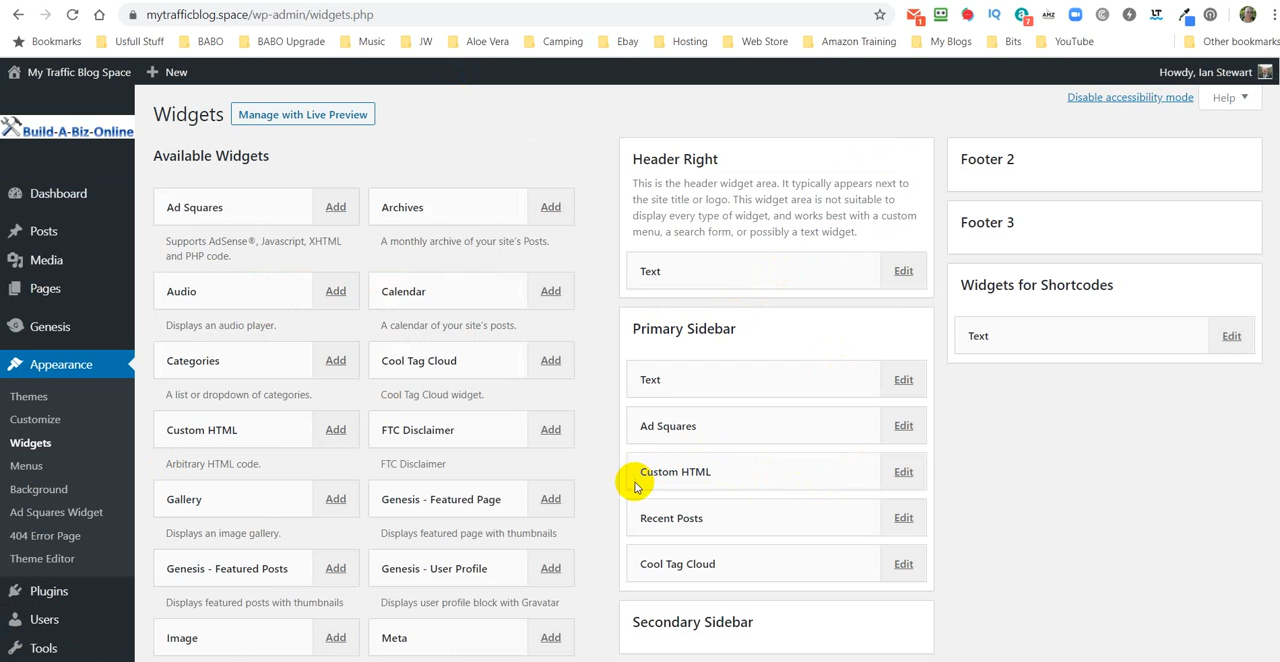 mytrafficblog.space/wp-admin/widgets.php
1
IQ
7
AMZ
LT
Bookmarks
Usfull Stuff
BABO
BABO Upgrade
Music
JW
Aloe Vera
Camping
Ebay
Hosting
Web Store
Amazon Training
My Blogs
Bits
YouTube
Other bookmarks
My Traffic Blog Space
New
Howdy, Ian Stewart
Build-A-Biz-Online
Dashboard
Posts
Media
Pages
Genesis
Appearance
Themes
Customize
Widgets
Menus
Background
Ad Squares Widget
404 Error Page
Theme Editor
Plugins
Users
Tools
Disable accessibility mode
Help
Widgets
Manage with Live Preview
Available Widgets
Ad Squares Add
Supports AdSense®, Javascript, XHTML
and PHP code.
Archives Add
A monthly archive of your site's Posts.
Audio Add
Displays an audio player.
Calendar Add
A calendar of your site's posts.
Categories Add
A list or dropdown of categories.
Cool Tag Cloud Add
Cool Tag Cloud widget.
Custom HTML Add
Arbitrary HTML code.
FTC Disclaimer Add
FTC Disclaimer
Gallery Add
Displays an image gallery.
Genesis - Featured Page Add
Displays featured page with thumbnails
Genesis - Featured Posts Add
Displays featured posts with thumbnails
Genesis - User Profile Add
Displays user profile block with Gravatar
Image Add
Meta Add
Header Right
This is the header widget area. It typically appears next to
the site title or logo. This widget area is not suitable to
display every type of widget, and works best with a custom
menu, a search form, or possibly a text widget.
Text Edit
Primary Sidebar
Text Edit
Ad Squares Edit
Custom HTML Edit
Recent Posts Edit
Cool Tag Cloud Edit
Secondary Sidebar
Footer 2
Footer 3
Widgets for Shortcodes
Text Edit